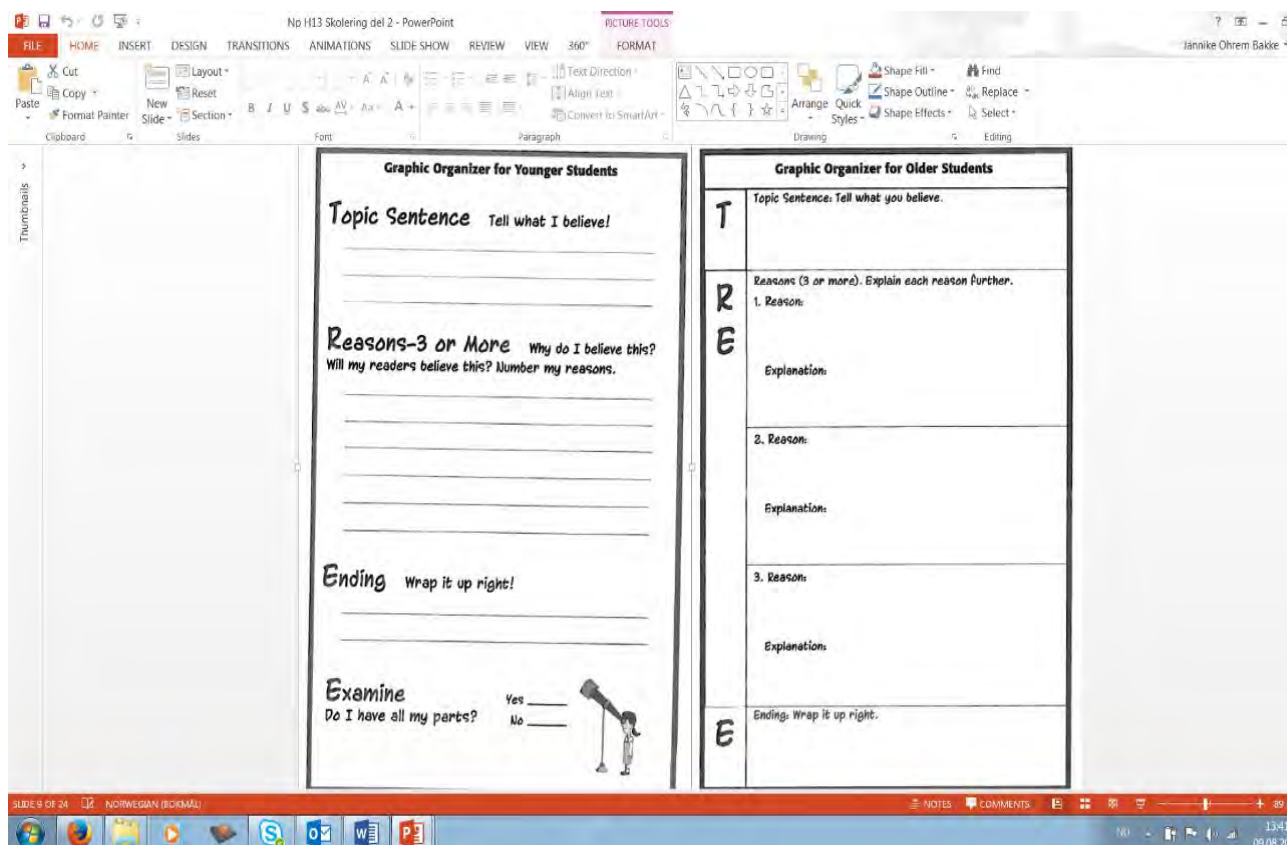 Np H13 Skolering del 2 - PowerPoint
PICTURE TOOLS
FILE HOME INSERT DESIGN TRANSITIONS ANIMATIONS SLIDE SHOW REVIEW VIEW 360° FORMAT
Jannike Ohrem Bakke
Cut
Copy
Format Painter
Paste
Clipboard
New Slide
Layout
Reset
Section
Slides
Font
Text Direction
Align Text
Convert to SmartArt
Paragraph
Arrange
Quick Styles
Shape Fill
Shape Outline
Shape Effects
Drawing
Find
Replace
Select
Editing
Thumbnails
Graphic Organizer for Younger Students
Topic Sentence Tell what I believe!
Reasons-3 or More Why do I believe this?
Will my readers believe this? Number my reasons.
Ending Wrap it up right!
Examine
Do I have all my parts?
Yes
No
Graphic Organizer for Older Students
T
Topic Sentence: Tell what you believe.
R
E
Reasons (3 or more). Explain each reason further.
1. Reason:
Explanation:
2. Reason:
Explanation:
3. Reason:
Explanation:
E
Ending: Wrap it up right.
SLIDE 9 OF 24 NORWEGIAN (BOKMÅL)
NOTES COMMENTS
89
NO
13:41